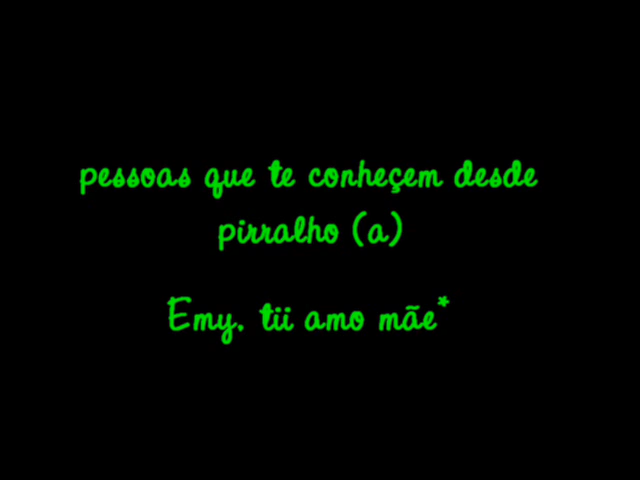 pessoas que te conheçem desde
pirralho (a)
Emy. tii amo mãe*